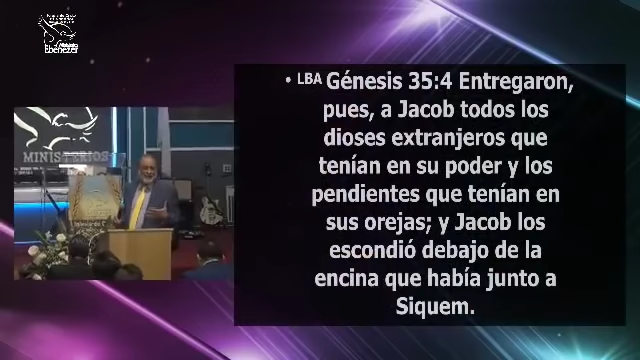 Ebenezer
MINISTERIOS
• LBA Génesis 35:4 Entregaron,
pues, a Jacob todos los
dioses extranjeros que
tenían en su poder y los
pendientes que tenían en
sus orejas; y Jacob los
escondió debajo de la
encina que había junto a
Siquem.